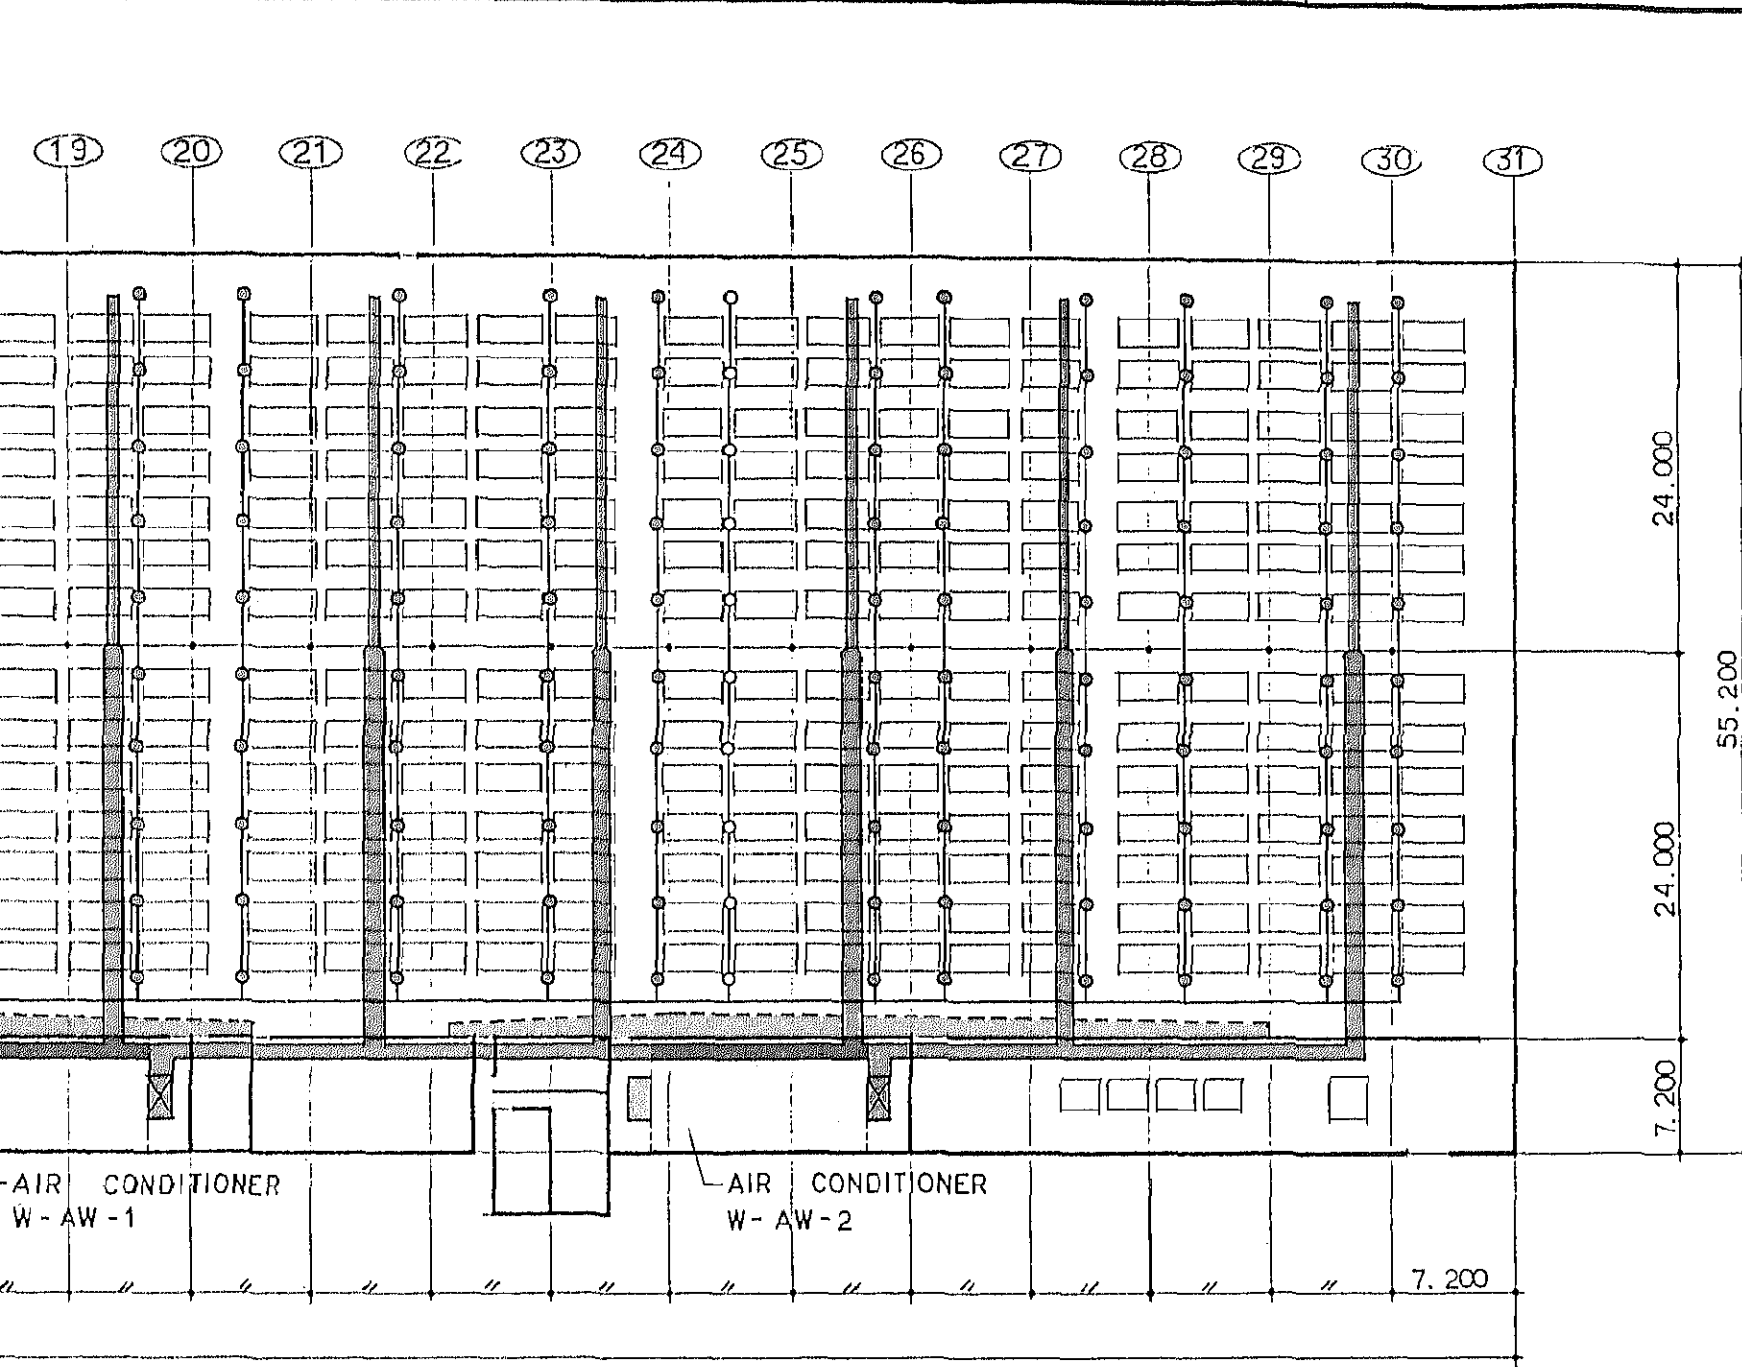 19 20 21 22 23 24 25 26 27 28 29 30 31
24.000
55.200
24.000
7.200
AIR CONDITIONER
W-AW-1
AIR CONDITIONER
W-AW-2
〃 〃 〃 〃 〃 〃 〃 〃 〃 〃 〃 〃 7.200